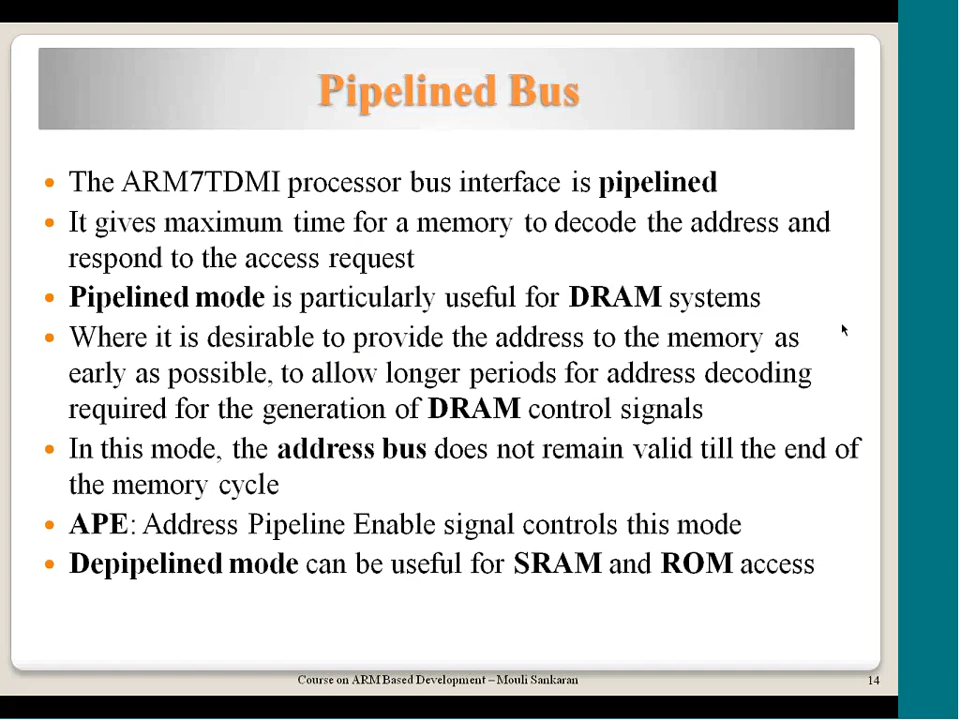 Pipelined Bus
• The ARM7TDMI processor bus interface is pipelined
• It gives maximum time for a memory to decode the address and
respond to the access request
• Pipelined mode is particularly useful for DRAM systems
• Where it is desirable to provide the address to the memory as
early as possible, to allow longer periods for address decoding
required for the generation of DRAM control signals
• In this mode, the address bus does not remain valid till the end of
the memory cycle
• APE: Address Pipeline Enable signal controls this mode
• Depipelined mode can be useful for SRAM and ROM access
Course on ARM Based Development – Mouli Sankaran
14